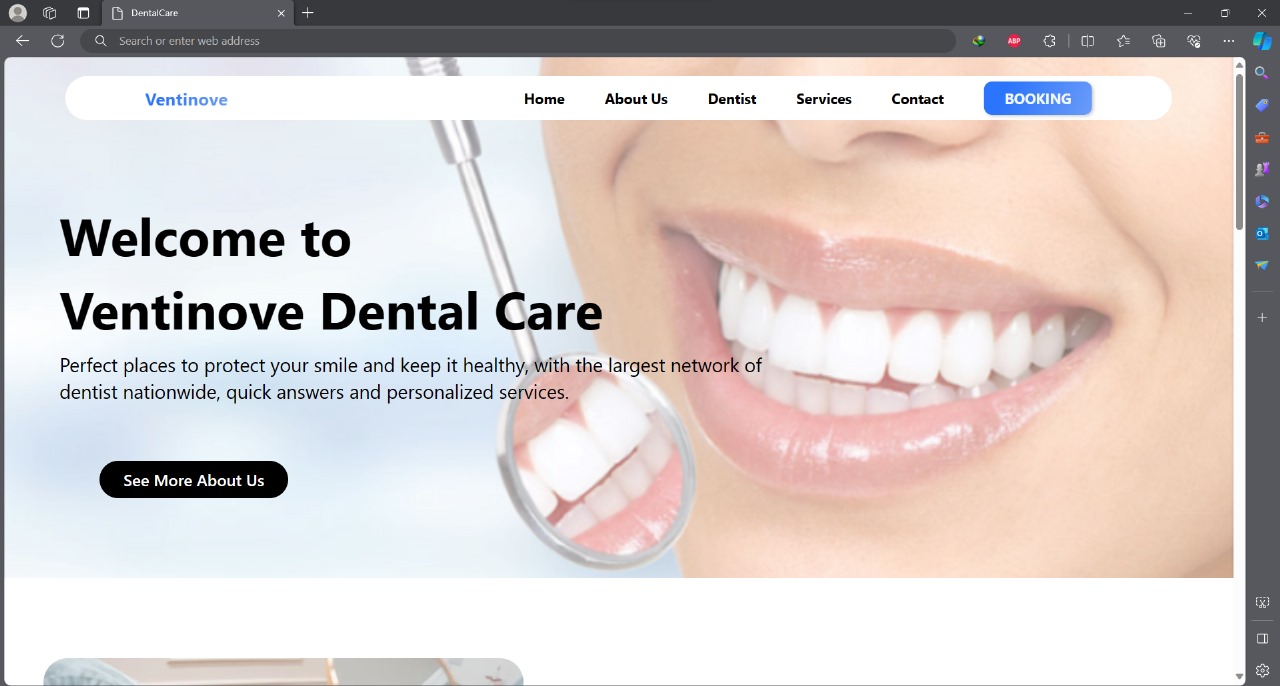 DentalCare
Search or enter web address
ABP
Ventinove
Home
About Us
Dentist
Services
Contact
BOOKING
Welcome to
Ventinove Dental Care
Perfect places to protect your smile and keep it healthy, with the largest network of
dentist nationwide, quick answers and personalized services.
See More About Us